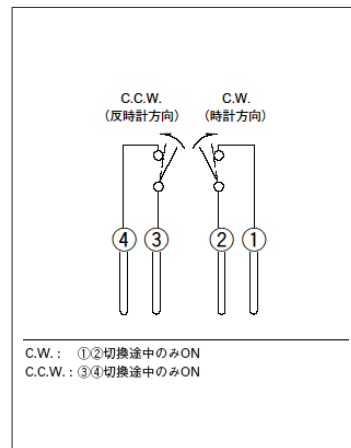 C.C.W. C.W.
(反時計方向) (時計方向)
④ ③ ② ①
C.W.: ①②切換途中のみON
C.C.W.: ③④切換途中のみON